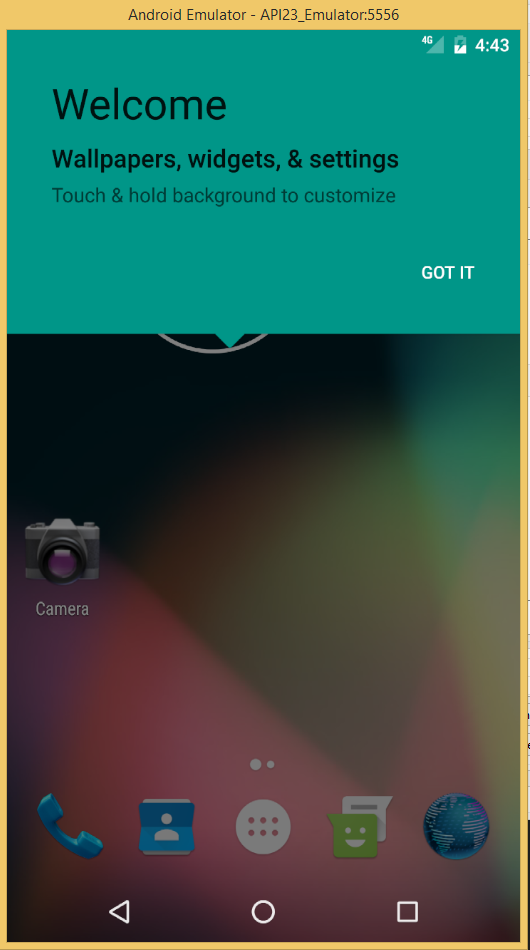 Android Emulator - API23_Emulator:5556
4G 4:43
Welcome
Wallpapers, widgets, & settings
Touch & hold background to customize
GOT IT
Camera